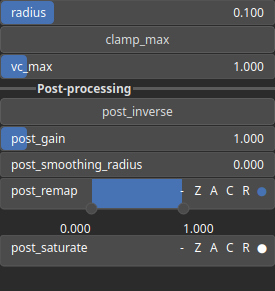 radius 0.100
clamp_max
vc_max 1.000
Post-processing
post_inverse
post_gain 1.000
post_smoothing_radius 0.000
post_remap - Z A C R
0.000 1.000
post_saturate - Z A C R